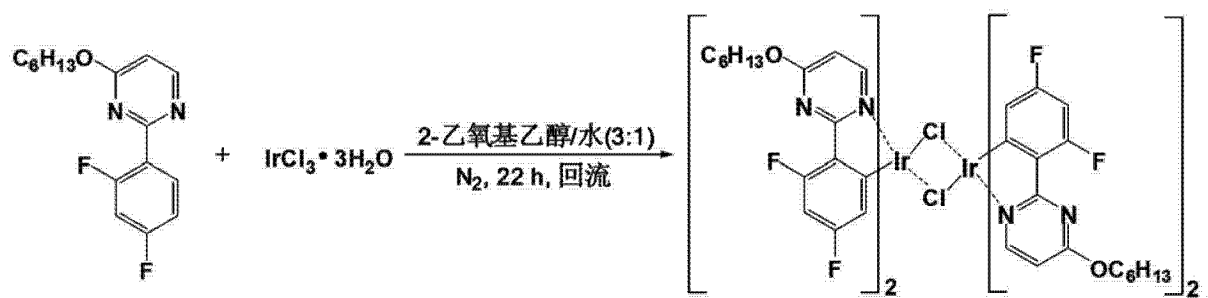 C6H13O
N N
F
F
+ IrCl3• 3H2O
2-乙氧基乙醇/水(3:1)
N2, 22 h, 回流
C6H13O
N N
F
F
Ir
Cl
Cl
Ir
2
F
F
N N
OC6H13
2